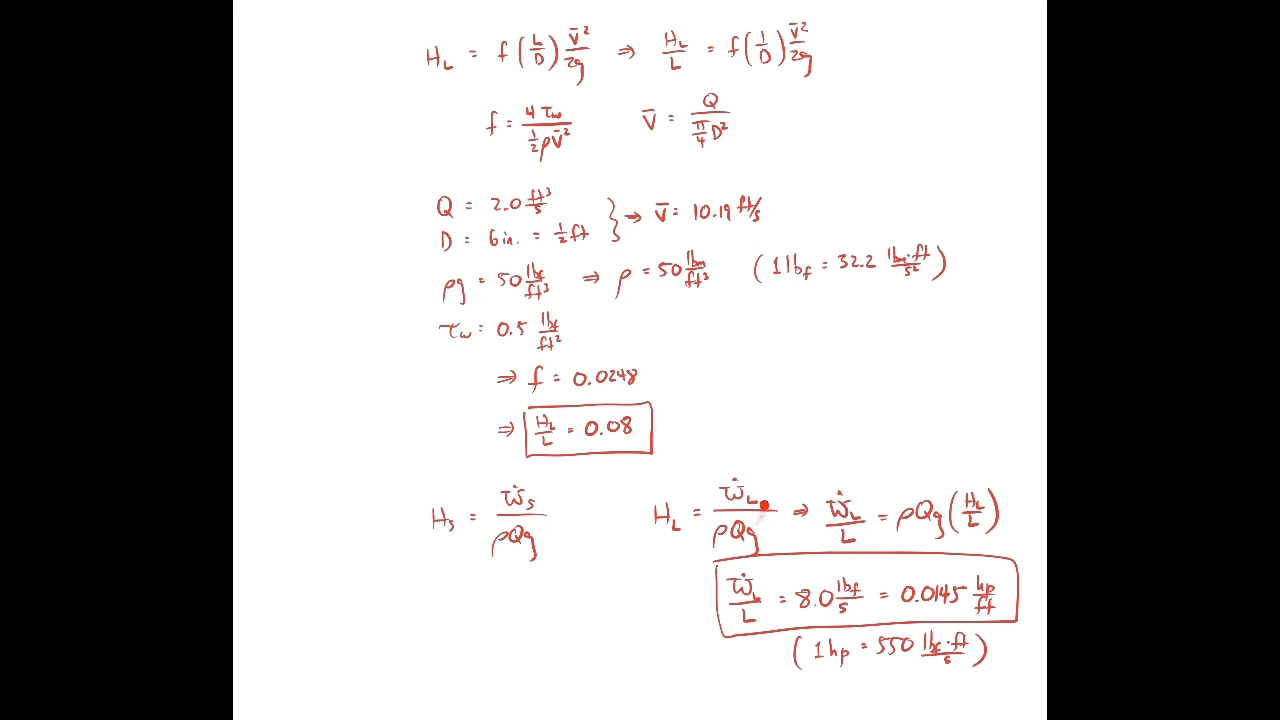 H_L = f (L/D) V̄²/2g ⇒ H_L/L = f (1/D) V̄²/2g
f = 4 τ_w / ½ρV̄² V̄ = Q / (π/4 D²)
Q = 2.0 ft³/s
D = 6 in. = ½ ft } → V̄ = 10.19 ft/s
ρg = 50 lbf/ft³ ⇒ ρ = 50 lbm/ft³ (1 lbf = 32.2 lbm·ft/s²)
τ_w = 0.5 lbf/ft²
⇒ f = 0.0248
⇒ H_L/L = 0.08
H_s = Ẇ_s/ρQg H_L = Ẇ_L/ρQg ⇒ Ẇ_L/L = ρQg (H_L/L)
Ẇ_L/L = 8.0 lbf/s = 0.0145 hp/ft
(1 hp = 550 lbf·ft/s)